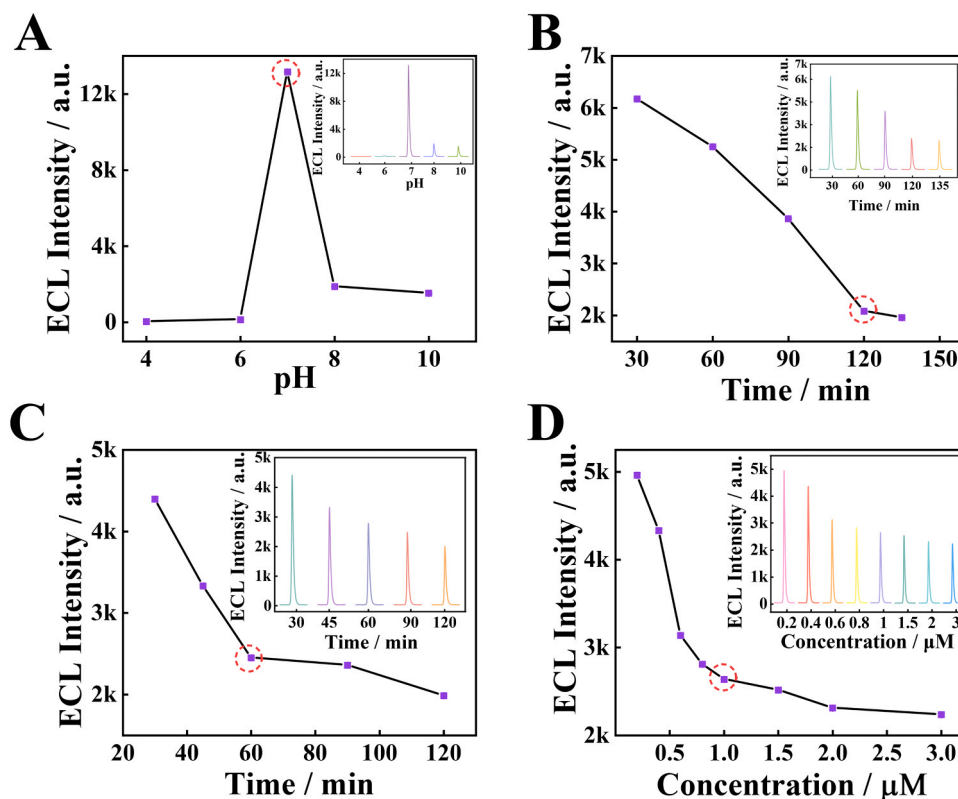 A
ECL Intensity / a.u.
12k
8k
4k
0
4
6
8
10
pH
ECL Intensity / a.u.
12k
8k
4k
0
4
6
7
8
10
pH
B
ECL Intensity / a.u.
7k
6k
5k
4k
3k
2k
30
60
90
120
150
Time / min
ECL Intensity / a.u.
7k
6k
5k
3k
2k
0
30
60
90
120
135
Time / min
C
ECL Intensity / a.u.
5k
4k
3k
2k
20
40
60
80
100
120
Time / min
ECL Intensity / a.u.
5k
4k
3k
2k
1k
0
30
45
60
90
120
Time / min
D
ECL Intensity / a.u.
5k
4k
3k
2k
0.5
1.0
1.5
2.0
2.5
3.0
Concentration / μM
ECL Intensity / a.u.
5k
4k
3k
2k
1k
0
0.2
0.4
0.6
0.8
1
1.5
2
3
Concentration / μM